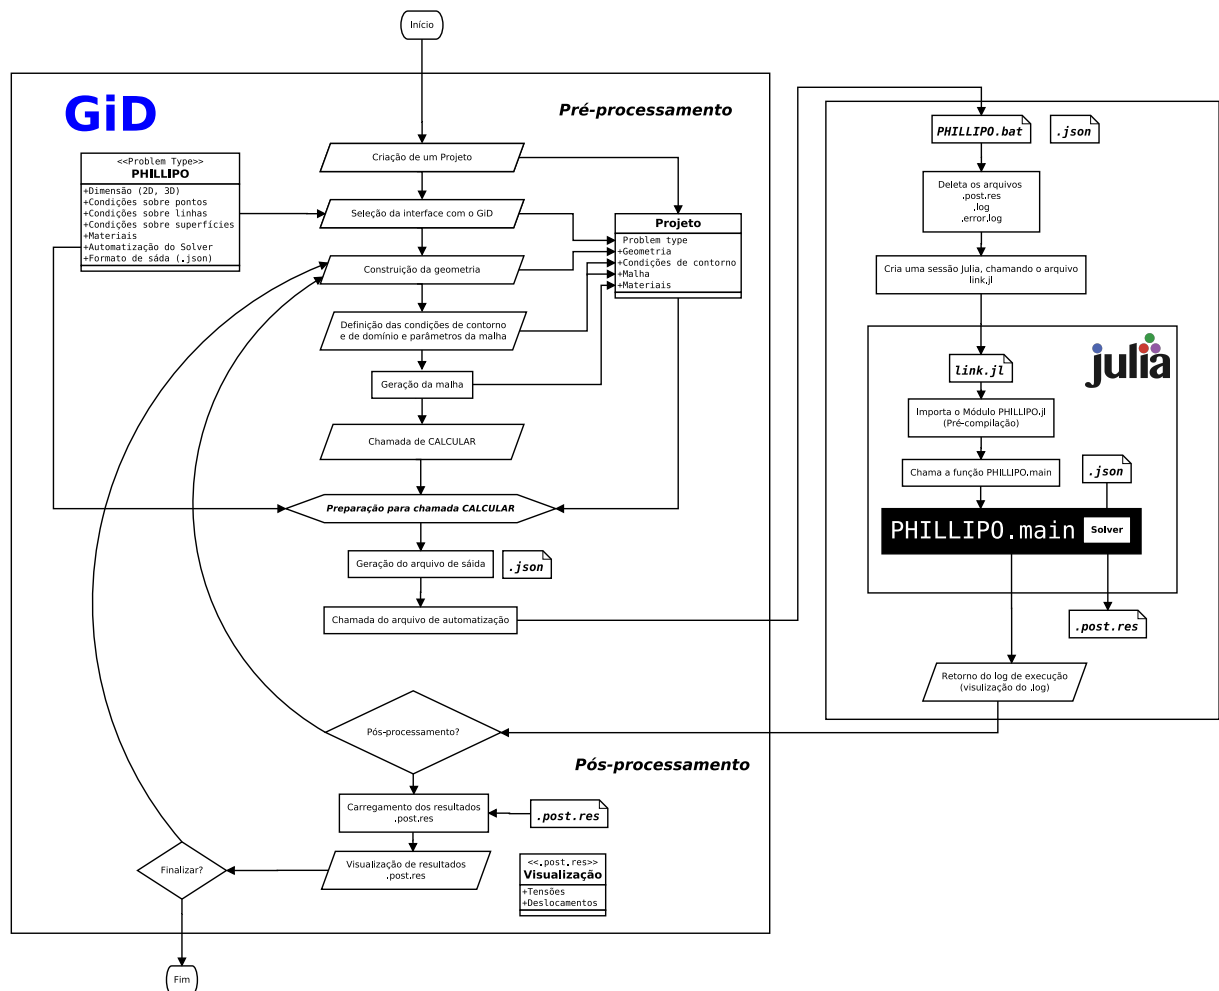 Início
GiD
Pré-processamento
<<Problem Type>>
PHILLIPO
+Dimensão (2D, 3D)
+Condições sobre pontos
+Condições sobre linhas
+Condições sobre superfícies
+Materiais
+Automatização do Solver
+Formato de sáda (.json)
Criação de um Projeto
Seleção da interface com o GiD
Construição da geometria
Definição das condições de contorno
e de domínio e parâmetros da malha
Geração da malha
Chamada de CALCULAR
Preparação para chamada CALCULAR
Geração do arquivo de sáida
.json
Chamada do arquivo de automatização
Projeto
Problem type
+Geometria
+Condições de contorno
+Malha
+Materiais
PHILLIPO.bat
.json
Deleta os arquivos
.post.res
.log
.error.log
Cria uma sessão Julia, chamando o arquivo
link.jl
julia
link.jl
Importa o Módulo PHILLIPO.jl
(Pré-compilação)
Chama a função PHILLIPO.main
.json
PHILLIPO.main
Solver
.post.res
Retorno do log de execução
(visulização do .log)
Pós-processamento?
Pós-processamento
Carregamento dos resultados
.post.res
.post.res
Visualização de resultados
.post.res
<<.post.res>>
Visualização
+Tensões
+Deslocamentos
Finalizar?
Fim